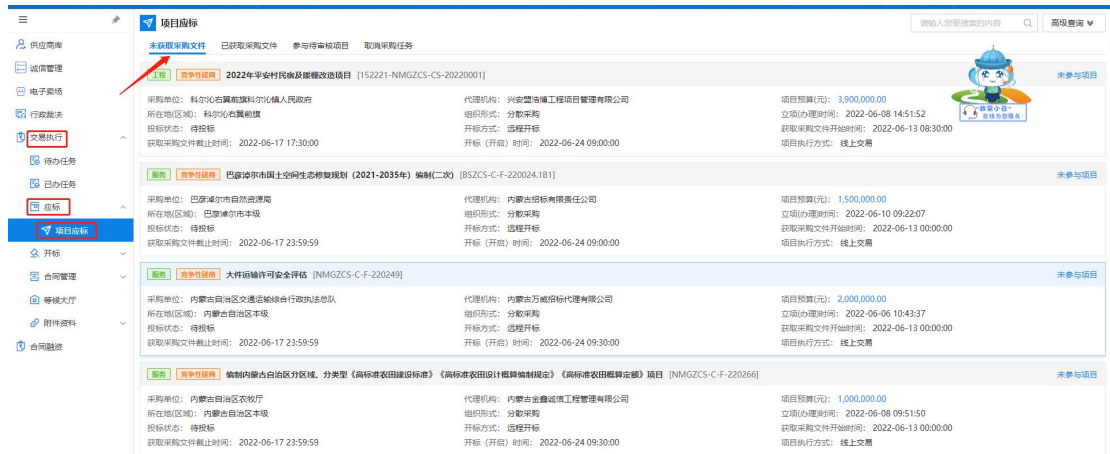 项目应标
请输入您要搜索的内容
高级查询
供应商库
未获取采购文件 已获取采购文件 参与待审核项目 取消采购任务
诚信管理
电子卖场
行政裁决
交易执行
待办任务
已办任务
应标
项目应标
开标
合同管理
等候大厅
附件资料
合同融资
工程 竞争性磋商 2022年平安村民宿及暖棚改造项目 [152221-NMGZCS-CS-20220001] 未参与项目
采购单位： 科尔沁右翼前旗科尔沁镇人民政府 代理机构： 兴安盟浩博工程项目管理有限公司 项目预算(元)： 3,900,000.00
所在地(区域)： 科尔沁右翼前旗 组织形式： 分散采购 立项(办理)时间： 2022-06-08 14:51:52
投标状态： 待投标 开标方式： 远程开标 获取采购文件开始时间： 2022-06-13 08:30:00
获取采购文件截止时间： 2022-06-17 17:30:00 开标（开启）时间： 2022-06-24 09:00:00 项目执行方式： 线上交易
在线为您服务！
服务 竞争性磋商 巴彦淖尔市国土空间生态修复规划（2021-2035年）编制(二次) [BSZCS-C-F-220024.1B1] 未参与项目
采购单位： 巴彦淖尔市自然资源局 代理机构： 内蒙古招标有限责任公司 项目预算(元)： 1,500,000.00
所在地(区域)： 巴彦淖尔市本级 组织形式： 分散采购 立项(办理)时间： 2022-06-10 09:22:07
投标状态： 待投标 开标方式： 远程开标 获取采购文件开始时间： 2022-06-13 00:00:00
获取采购文件截止时间： 2022-06-17 23:59:59 开标（开启）时间： 2022-06-24 09:00:00 项目执行方式： 线上交易
服务 竞争性磋商 大件运输许可安全评估 [NMGZCS-C-F-220249] 未参与项目
采购单位： 内蒙古自治区交通运输综合行政执法总队 代理机构： 内蒙古万威招标代理有限公司 项目预算(元)： 2,000,000.00
所在地(区域)： 内蒙古自治区本级 组织形式： 分散采购 立项(办理)时间： 2022-06-06 10:43:37
投标状态： 待投标 开标方式： 远程开标 获取采购文件开始时间： 2022-06-13 00:00:00
获取采购文件截止时间： 2022-06-17 23:59:59 开标（开启）时间： 2022-06-24 09:30:00 项目执行方式： 线上交易
服务 竞争性磋商 编制内蒙古自治区分区域、分类型《高标准农田建设标准》《高标准农田设计概算编制规定》《高标准农田概算定额》项目 [NMGZCS-C-F-220266] 未参与项目
采购单位： 内蒙古自治区农牧厅 代理机构： 内蒙古金鑫诚信工程管理有限公司 项目预算(元)： 1,000,000.00
所在地(区域)： 内蒙古自治区本级 组织形式： 分散采购 立项(办理)时间： 2022-06-08 09:51:50
投标状态： 待投标 开标方式： 远程开标 获取采购文件开始时间： 2022-06-13 00:00:00
获取采购文件截止时间： 2022-06-17 23:59:59 开标（开启）时间： 2022-06-24 09:30:00 项目执行方式： 线上交易